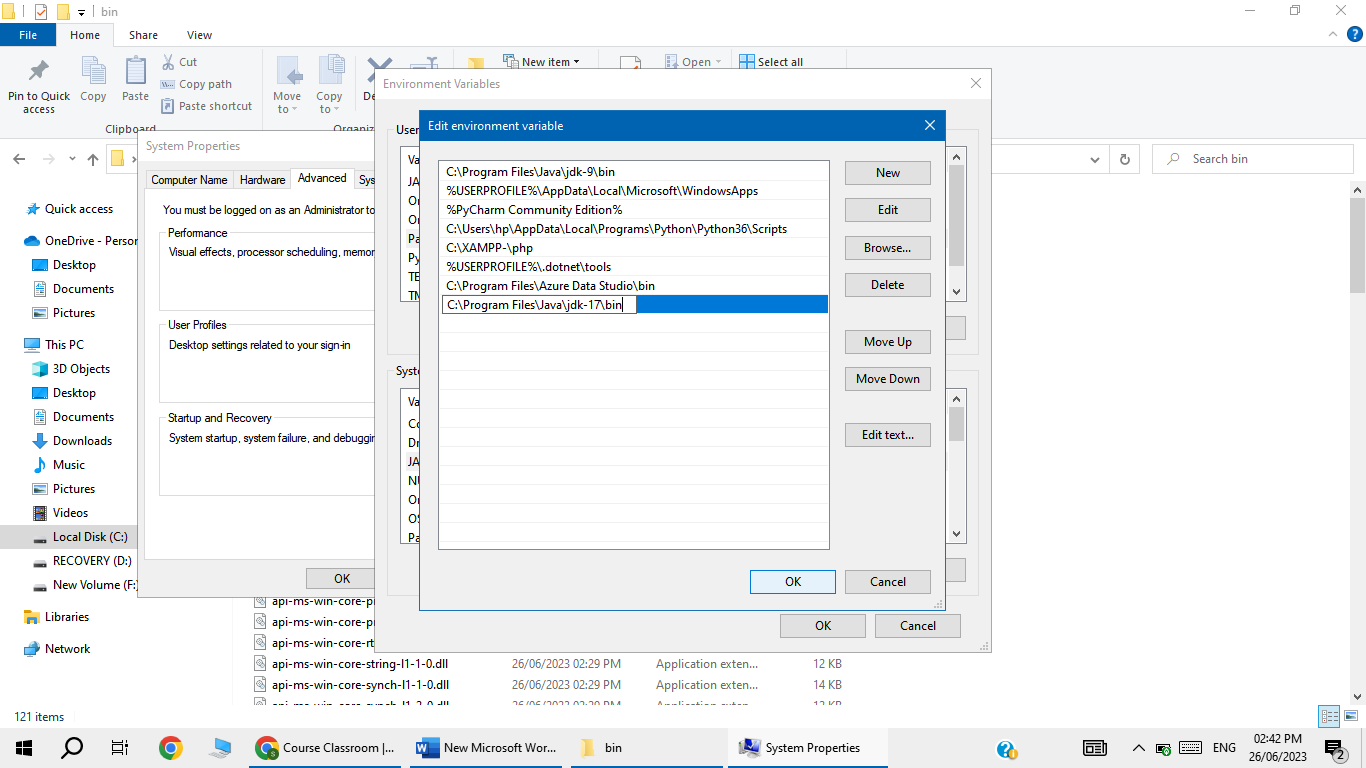 bin
File Home Share View
Pin to Quick access
Copy
Paste
Cut
Copy path
Paste shortcut
Clipboard
Move to
Copy to
New item
Open
Select all
Environment Variables
Edit environment variable
System Properties
Computer Name Hardware Advanced
You must be logged on as an Administrator to
Performance
Visual effects, processor scheduling,
User Profiles
Desktop settings related to your sign-in
Startup and Recovery
System startup, system failure, and
OK
C:\Program Files\Java\jdk-9\bin
%USERPROFILE%\AppData\Local\Microsoft\WindowsApps
%PyCharm Community Edition%
C:\Users\hp\AppData\Local\Programs\Python\Python36\Scripts
C:\XAMPP-\php
%USERPROFILE%\.dotnet\tools
C:\Program Files\Azure Data Studio\bin
C:\Program Files\Java\jdk-17\bin
New
Edit
Browse...
Delete
Move Up
Move Down
Edit text...
OK Cancel
OK Cancel
Search bin
Quick access
OneDrive -
Desktop
Documents
Pictures
This PC
3D Objects
Desktop
Documents
Downloads
Music
Pictures
Videos
Local Disk (C:)
RECOVERY (D:)
New Volume (F:)
Libraries
Network
api-ms-win-core-string-l1-1-0.dll 26/06/2023 02:29 PM Application exten... 12 KB
api-ms-win-core-synch-l1-1-0.dll 26/06/2023 02:29 PM Application exten... 14 KB
121 items
Course Classroom |...
New Microsoft Wor...
bin
System Properties
ENG
02:42 PM
26/06/2023
2